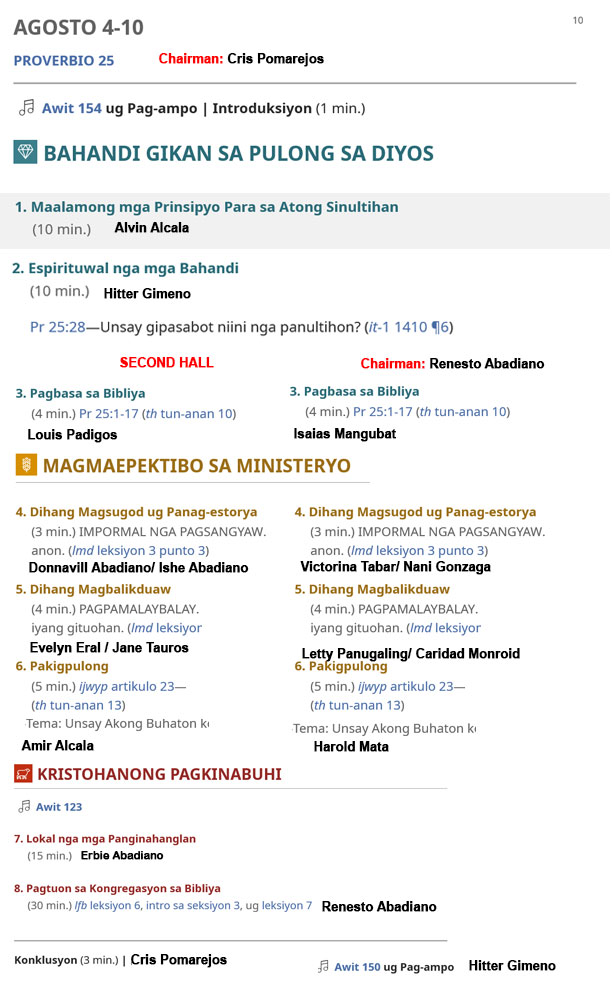 AGOSTO 4-10
10
PROVERBIO 25 Chairman: Cris Pomarejos
Awit 154 ug Pag-ampo | Introduksiyon (1 min.)
BAHANDI GIKAN SA PULONG SA DIYOS
1. Maalamong mga Prinsipyo Para sa Atong Sinultihan
(10 min.) Alvin Alcala
2. Espirituwal nga mga Bahandi
(10 min.) Hitter Gimeno
Pr 25:28—Unsay gipasabot niini nga panultihon? (it-1 1410 ¶6)
SECOND HALL
Chairman: Renesto Abadiano
3. Pagbasa sa Bibliya
(4 min.) Pr 25:1-17 (th tun-anan 10)
Louis Padigos
3. Pagbasa sa Bibliya
(4 min.) Pr 25:1-17 (th tun-anan 10)
Isaias Mangubat
MAGMAEPEKTIBO SA MINISTERYO
4. Dihang Magsugod ug Panag-estorya
(3 min.) IMPORMAL NGA PAGSANGYAW.
anon. (lmd leksiyon 3 punto 3)
Donnavill Abadiano/ Ishe Abadiano
5. Dihang Magbalikduaw
(4 min.) PAGPAMALAYBALAY.
iyang gituohan. (lmd leksiyor
Evelyn Eral / Jane Tauros
6. Pakigpulong
(5 min.) ijwyp artikulo 23—
(th tun-anan 13)
Tema: Unsay Akong Buhaton k
Amir Alcala
4. Dihang Magsugod ug Panag-estorya
(3 min.) IMPORMAL NGA PAGSANGYAW.
anon. (lmd leksiyon 3 punto 3)
Victorina Tabar/ Nani Gonzaga
5. Dihang Magbalikduaw
(4 min.) PAGPAMALAYBALAY.
iyang gituohan. (lmd leksiyor
Letty Panugaling/ Caridad Monroid
6. Pakigpulong
(5 min.) ijwyp artikulo 23—
(th tun-anan 13)
Tema: Unsay Akong Buhaton k
Harold Mata
KRISTOHANONG PAGKINABUHI
Awit 123
7. Lokal nga mga Panginahanglan
(15 min.) Erbie Abadiano
8. Pagtuon sa Kongregasyon sa Bibliya
(30 min.) lfb leksiyon 6, intro sa seksiyon 3, ug leksiyon 7 Renesto Abadiano
Konklusyon (3 min.) | Cris Pomarejos
Awit 150 ug Pag-ampo Hitter Gimeno